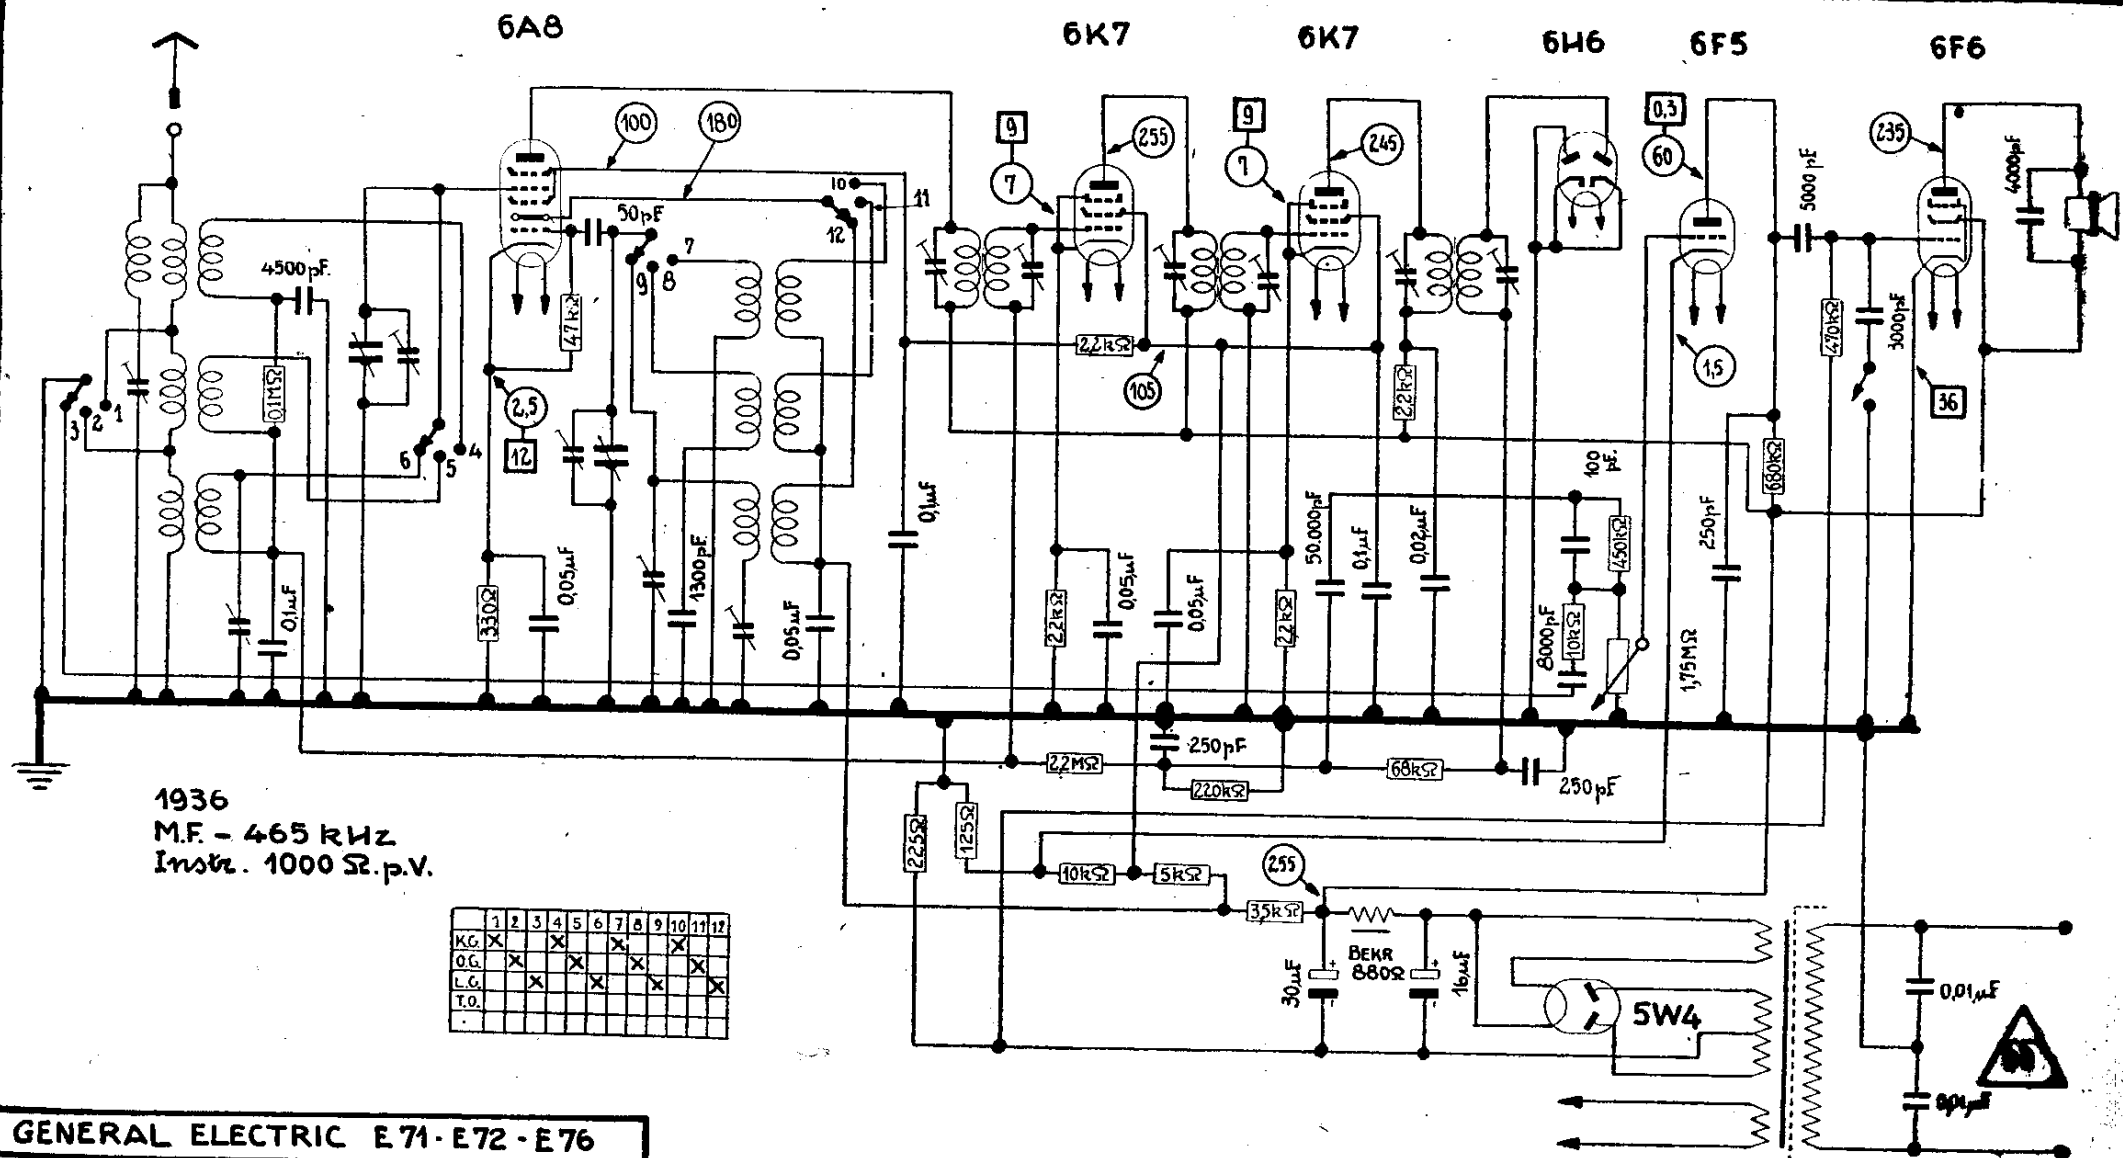 6A8 6K7 6K7 6H6 6F5 6F6
100 180 9 255 9 245 0,3 235
7 7 60
10 11 12
50pF
7 8 9
5000pF
4000pF
4500pF.
47kΩ
0,1MΩ
2,2kΩ
105
2,2kΩ
1,5
470kΩ
3000pF
36
3 2 1
2,5
12
6 5 4
100 pF.
680kΩ
250pF
450kΩ
0,1µF
50.000pF
0,1µF
0,02µF
0,1µF
330Ω
0,05µF
1300pF.
0,05µF
2,2kΩ
0,05µF
0,05µF
2,2kΩ
8000pF
10kΩ
1,75MΩ
250pF
2,2MΩ
68kΩ
220kΩ
250pF
1936
M.F. - 465 kHz
Instr. 1000 Ω.p.V.
225Ω
125Ω
10kΩ 5kΩ
255
3,5kΩ
BEKR
880Ω
30µF
16µF
5W4
0,01µF
1 2 3 4 5 6 7 8 9 10 11 12
K.G. X X X X
O.G. X X X X
L.G. X X X X
T.O.
GENERAL ELECTRIC E71 - E72 - E76